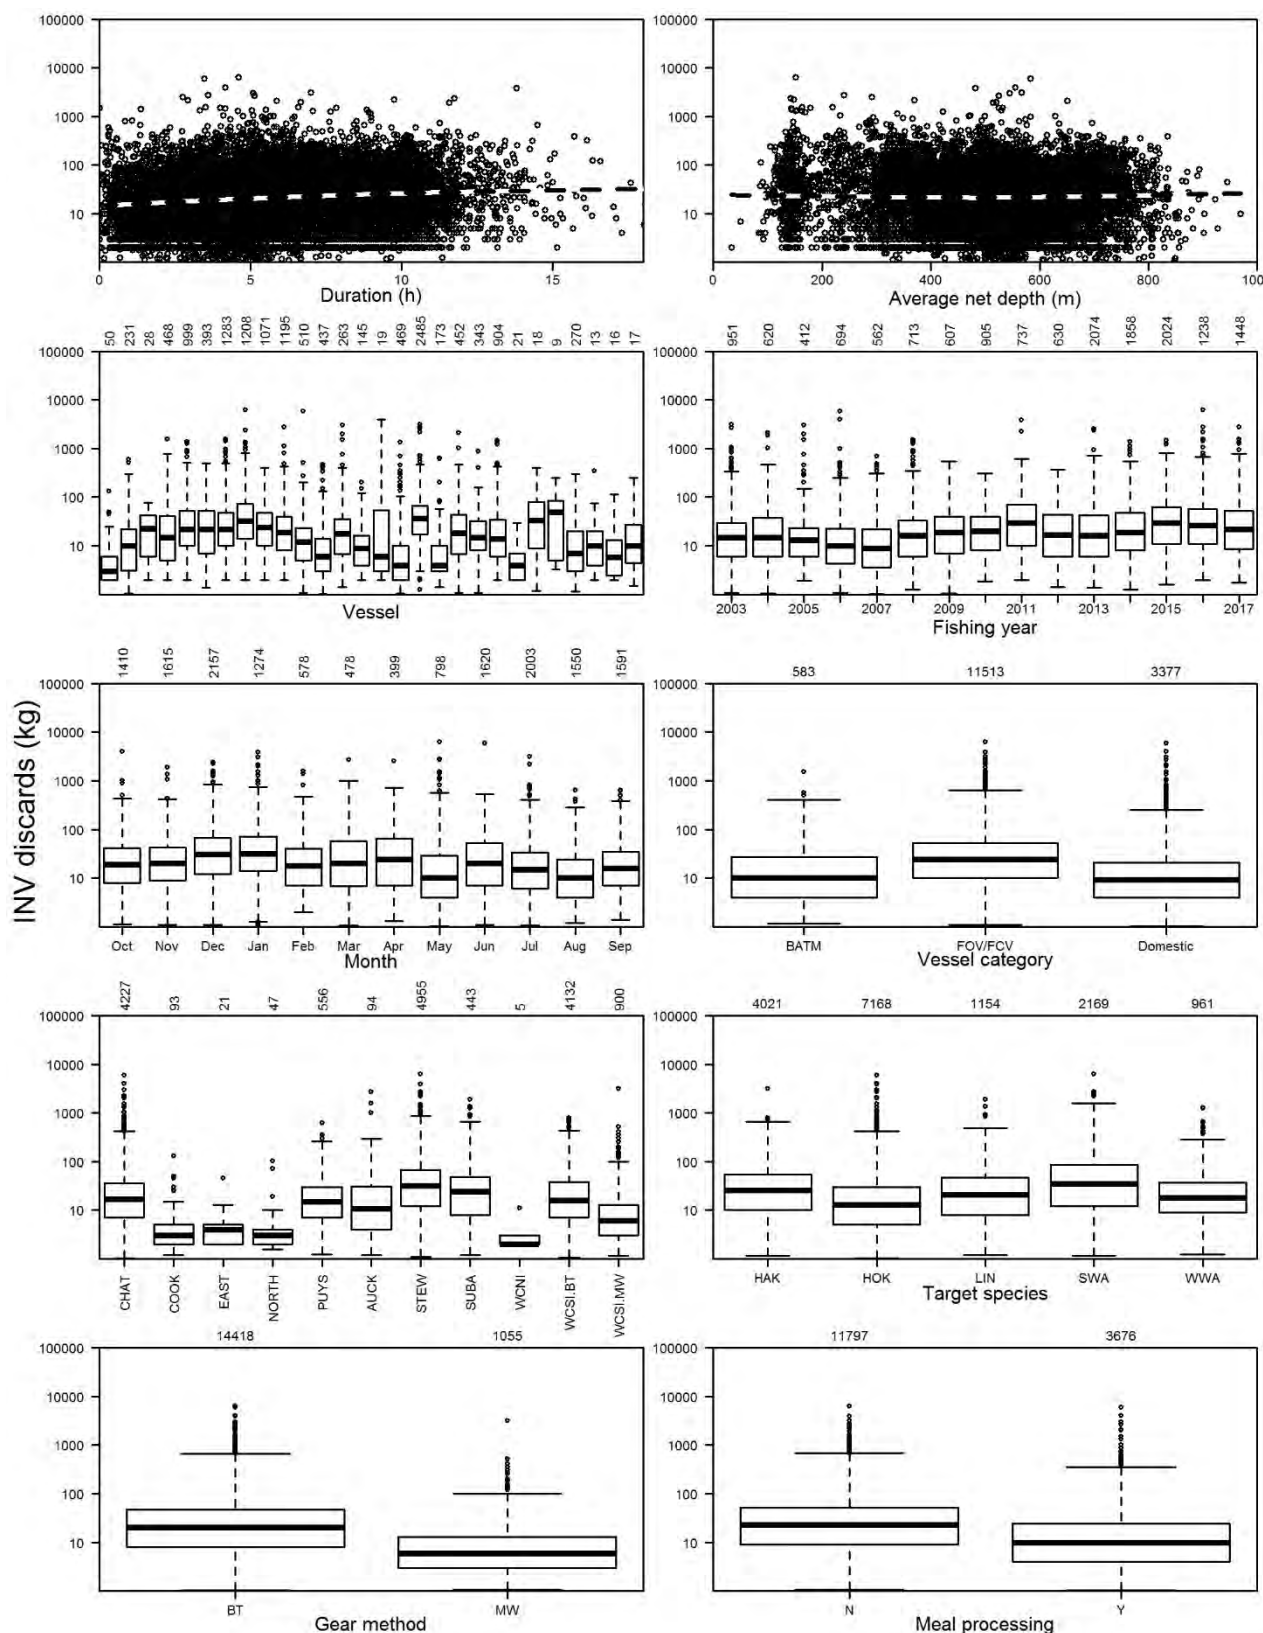 100000
10000
1000
100
10
0 5 10 15
Duration (h)
100000
10000
1000
100
10
0 200 400 600 800 100
Average net depth (m)
50 231 28 468 999 393 1283 1208 1071 1195 510 437 263 145 19 469 2485 173 452 343 904 21 18 9 270 13 16 17
100000
10000
1000
100
10
Vessel
951 620 412 694 562 713 607 905 737 630 2074 1858 2024 1238 1448
100000
10000
1000
100
10
2003 2005 2007 2009 2011 2013 2015 2017
Fishing year
INV discards (kg)
1410 1615 2157 1274 578 478 399 798 1620 2003 1550 1591
100000
10000
1000
100
10
Oct Nov Dec Jan Feb Mar Apr May Jun Jul Aug Sep
Month
583 11513 3377
100000
10000
1000
100
10
BATM FOV/FCV Domestic
Vessel category
4227 93 21 47 556 94 4955 443 5 4132 900
100000
10000
1000
100
10
CHAT COOK EAST NORTH PUYS AUCK STEW SUBA WCNI WCSI.BT WCSI.MW
4021 7168 1154 2169 961
100000
10000
1000
100
10
HAK HOK LIN SWA WWA
Target species
14418 1055
100000
10000
1000
100
10
BT MW
Gear method
11797 3676
100000
10000
1000
100
10
N Y
Meal processing